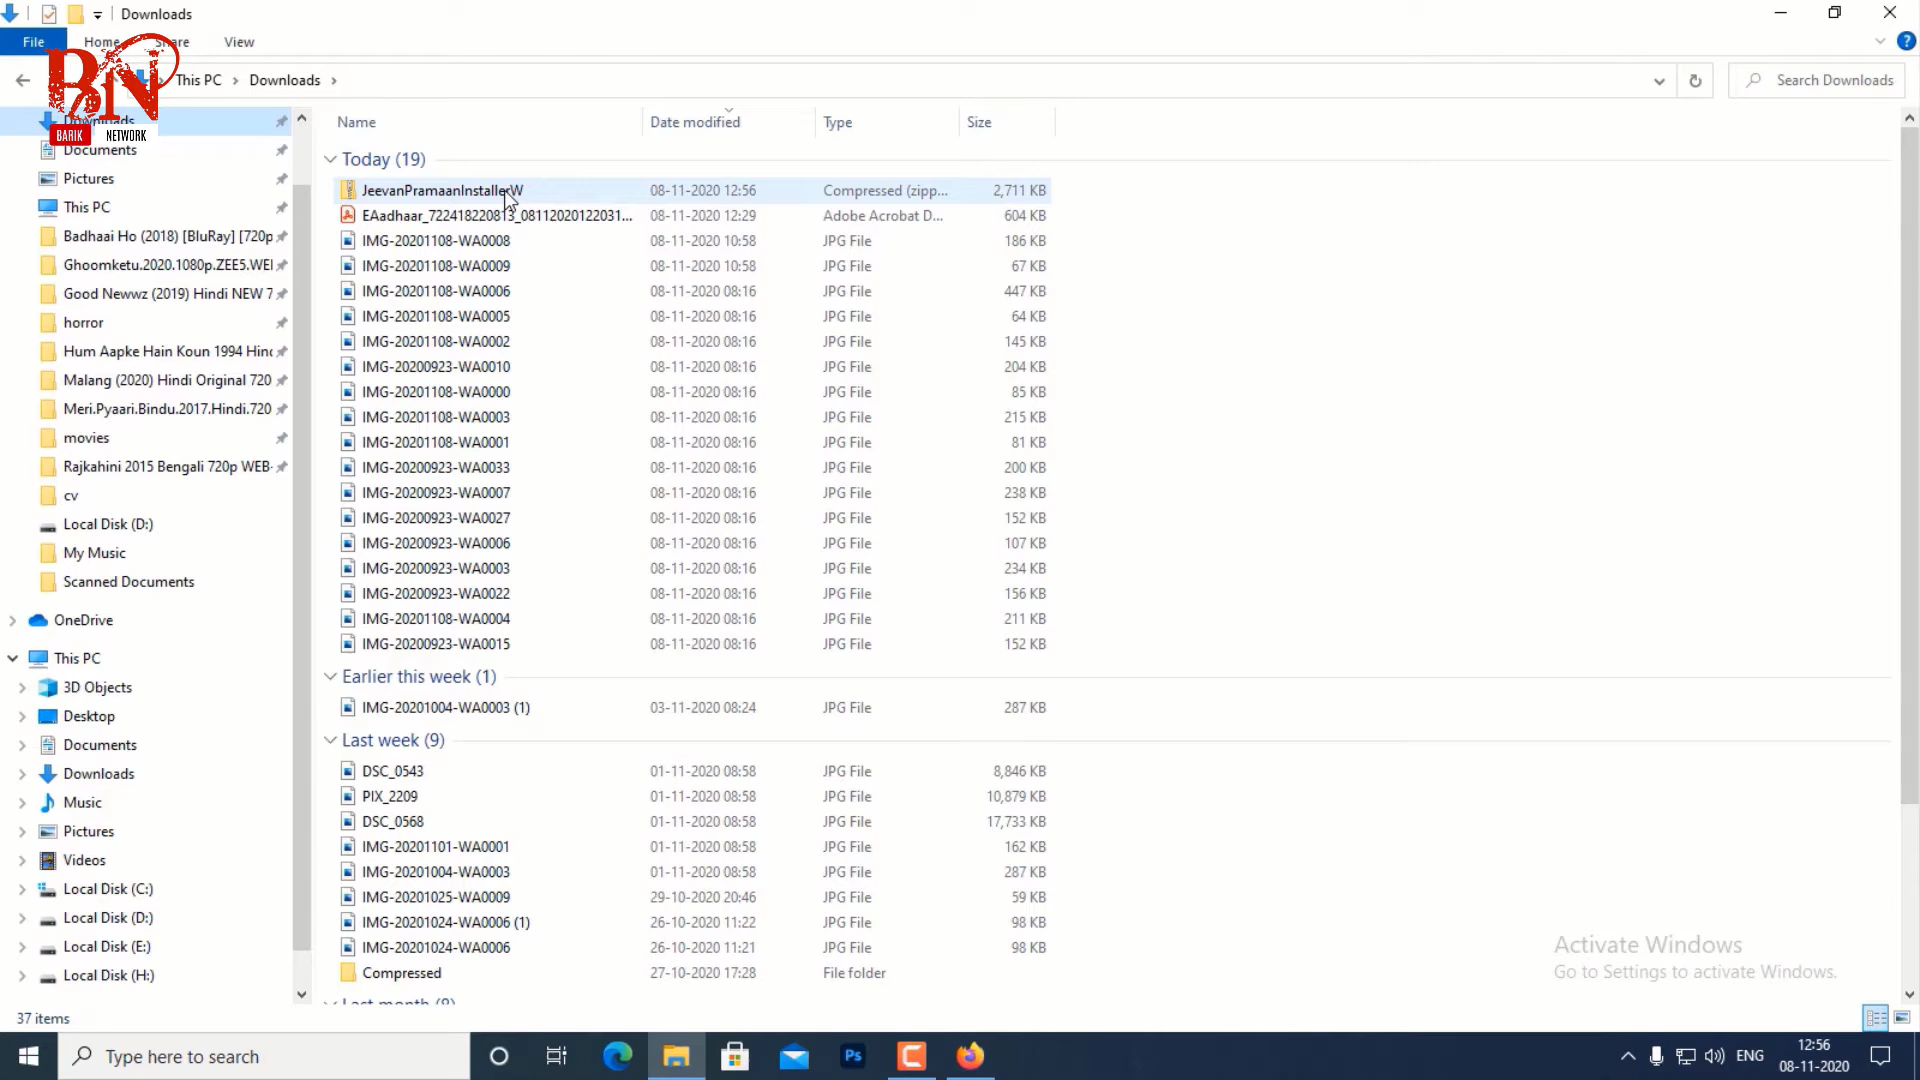 Downloads
File Home Share View
This PC > Downloads >
Search Downloads
BN
BARIK NETWORK
Downloads
Documents
Pictures
This PC
Badhaai Ho (2018) [BluRay] [720p
Ghoomketu.2020.1080p.ZEE5.WEI
Good Newwz (2019) Hindi NEW 7
horror
Hum Aapke Hain Koun 1994 Hind
Malang (2020) Hindi Original 720
Meri.Pyaari.Bindu.2017.Hindi.720
movies
Rajkahini 2015 Bengali 720p WEB-
cv
Local Disk (D:)
My Music
Scanned Documents
OneDrive
This PC
3D Objects
Desktop
Documents
Downloads
Music
Pictures
Videos
Local Disk (C:)
Local Disk (D:)
Local Disk (E:)
Local Disk (H:)
Name Date modified Type Size
Today (19)
JeevanPramaanInstallerW 08-11-2020 12:56 Compressed (zipp... 2,711 KB
EAadhaar_722418220813_08112020122031... 08-11-2020 12:29 Adobe Acrobat D... 604 KB
IMG-20201108-WA0008 08-11-2020 10:58 JPG File 186 KB
IMG-20201108-WA0009 08-11-2020 10:58 JPG File 67 KB
IMG-20201108-WA0006 08-11-2020 08:16 JPG File 447 KB
IMG-20201108-WA0005 08-11-2020 08:16 JPG File 64 KB
IMG-20201108-WA0002 08-11-2020 08:16 JPG File 145 KB
IMG-20200923-WA0010 08-11-2020 08:16 JPG File 204 KB
IMG-20201108-WA0000 08-11-2020 08:16 JPG File 85 KB
IMG-20201108-WA0003 08-11-2020 08:16 JPG File 215 KB
IMG-20201108-WA0001 08-11-2020 08:16 JPG File 81 KB
IMG-20200923-WA0033 08-11-2020 08:16 JPG File 200 KB
IMG-20200923-WA0007 08-11-2020 08:16 JPG File 238 KB
IMG-20200923-WA0027 08-11-2020 08:16 JPG File 152 KB
IMG-20200923-WA0006 08-11-2020 08:16 JPG File 107 KB
IMG-20200923-WA0003 08-11-2020 08:16 JPG File 234 KB
IMG-20200923-WA0022 08-11-2020 08:16 JPG File 156 KB
IMG-20201108-WA0004 08-11-2020 08:16 JPG File 211 KB
IMG-20200923-WA0015 08-11-2020 08:16 JPG File 152 KB
Earlier this week (1)
IMG-20201004-WA0003 (1) 03-11-2020 08:24 JPG File 287 KB
Last week (9)
DSC_0543 01-11-2020 08:58 JPG File 8,846 KB
PIX_2209 01-11-2020 08:58 JPG File 10,879 KB
DSC_0568 01-11-2020 08:58 JPG File 17,733 KB
IMG-20201101-WA0001 01-11-2020 08:58 JPG File 162 KB
IMG-20201004-WA0003 01-11-2020 08:58 JPG File 287 KB
IMG-20201025-WA0009 29-10-2020 20:46 JPG File 59 KB
IMG-20201024-WA0006 (1) 26-10-2020 11:22 JPG File 98 KB
IMG-20201024-WA0006 26-10-2020 11:21 JPG File 98 KB
Compressed 27-10-2020 17:28 File folder
Last month (8)
Activate Windows
Go to Settings to activate Windows.
37 items
Type here to search
Ps
ENG
12:56
08-11-2020